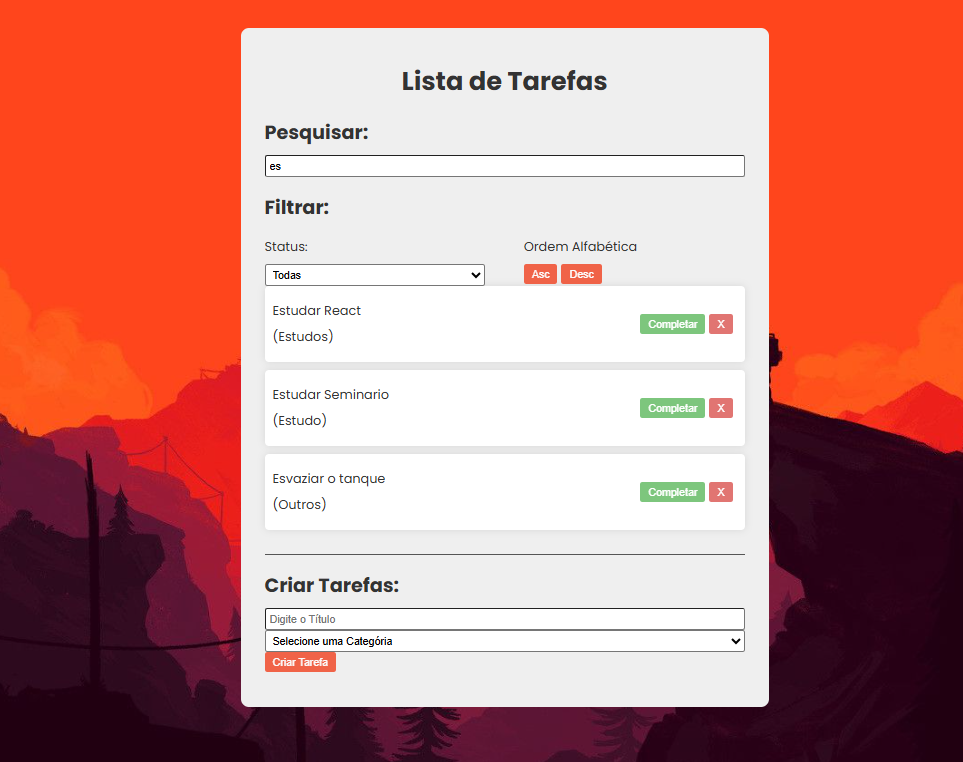 Lista de Tarefas
Pesquisar:
es
Filtrar:
Status:
Ordem Alfabética
Todas
Asc Desc
Estudar React
(Estudos)
Completar X
Estudar Seminario
(Estudo)
Completar X
Esvaziar o tanque
(Outros)
Completar X
Criar Tarefas:
Digite o Título
Selecione uma Categória
Criar Tarefa